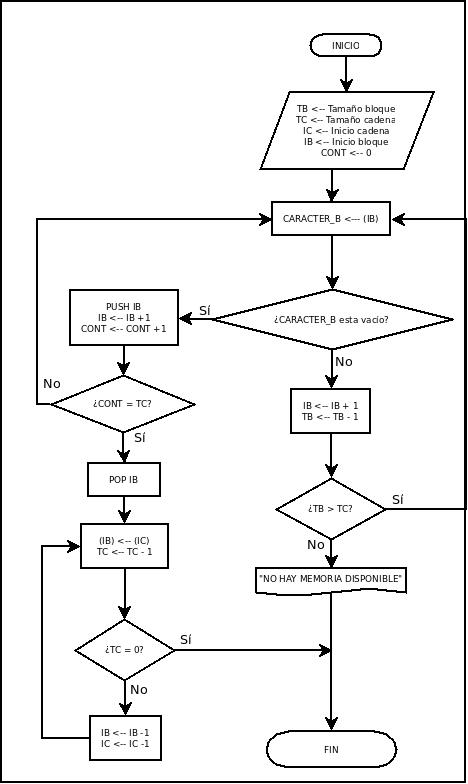 INICIO
TB <-- Tamaño bloque
TC <-- Tamaño cadena
IC <-- Inicio cadena
IB <-- Inicio bloque
CONT <-- 0
CARACTER_B <--- (IB)
¿CARACTER_B esta vacío?
Sí
PUSH IB
IB <-- IB +1
CONT <-- CONT +1
No
IB <-- IB + 1
TB <-- TB - 1
¿CONT = TC?
No
Sí
POP IB
¿TB > TC?
Sí
No
(IB) <-- (IC)
TC <-- TC - 1
"NO HAY MEMORIA DISPONIBLE"
¿TC = 0?
Sí
No
IB <-- IB -1
IC <-- IC -1
FIN